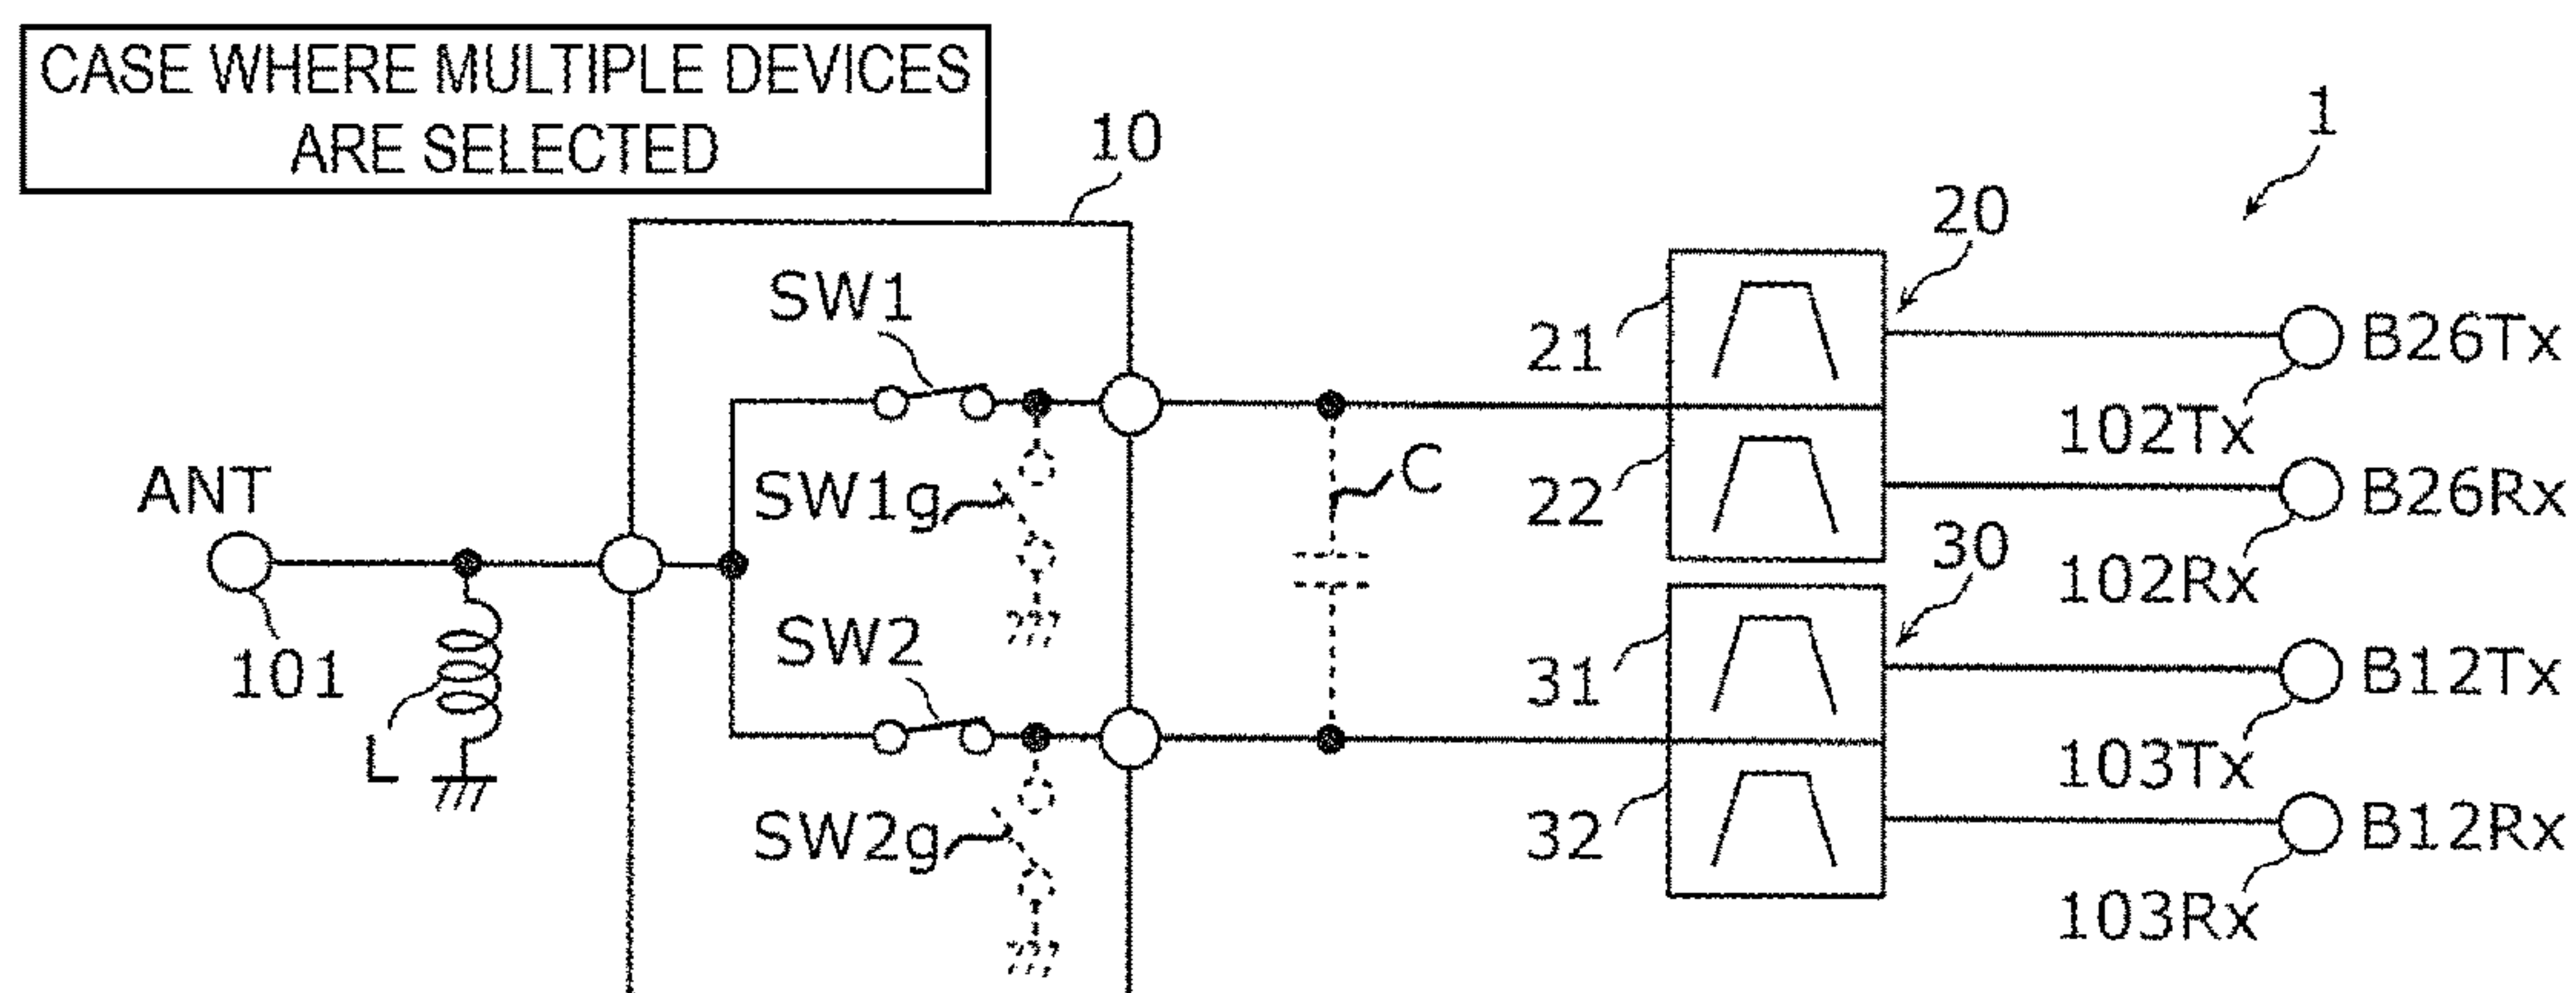 CASE WHERE MULTIPLE DEVICES
ARE SELECTED
10
1
20
SW1
21
B26Tx
102Tx
ANT
SW1g
C
22
B26Rx
102Rx
30
101
L
SW2
31
B12Tx
103Tx
SW2g
32
B12Rx
103Rx